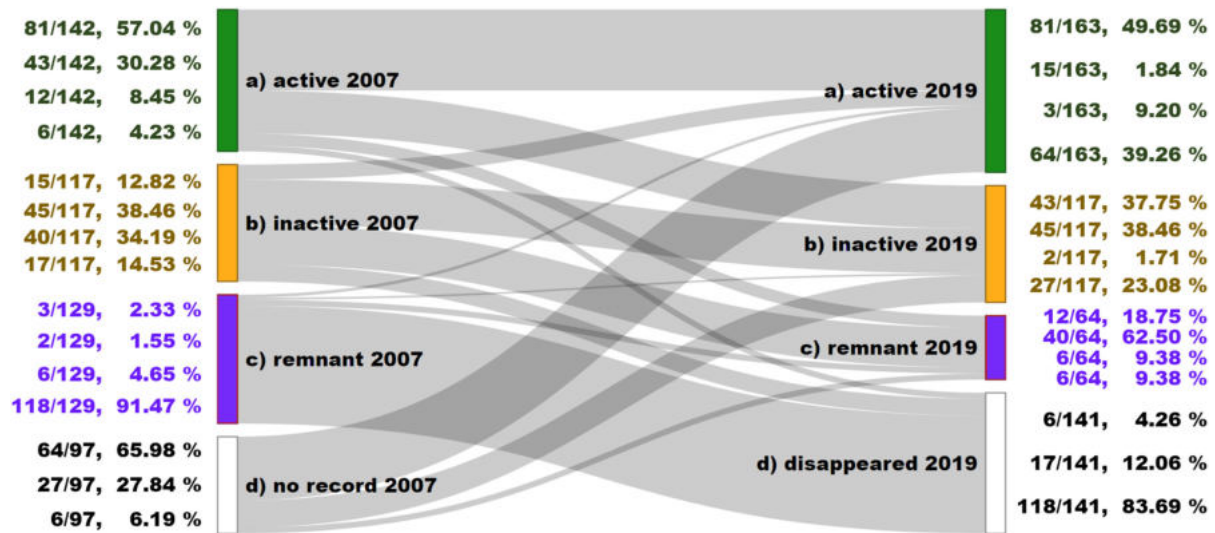 81/142, 57.04 %
43/142, 30.28 %
12/142, 8.45 %
6/142, 4.23 %
a) active 2007
15/117, 12.82 %
45/117, 38.46 %
40/117, 34.19 %
17/117, 14.53 %
b) inactive 2007
3/129, 2.33 %
2/129, 1.55 %
6/129, 4.65 %
118/129, 91.47 %
c) remnant 2007
64/97, 65.98 %
27/97, 27.84 %
6/97, 6.19 %
d) no record 2007
a) active 2019
81/163, 49.69 %
15/163, 1.84 %
3/163, 9.20 %
64/163, 39.26 %
b) inactive 2019
43/117, 37.75 %
45/117, 38.46 %
2/117, 1.71 %
27/117, 23.08 %
c) remnant 2019
12/64, 18.75 %
40/64, 62.50 %
6/64, 9.38 %
6/64, 9.38 %
d) disappeared 2019
6/141, 4.26 %
17/141, 12.06 %
118/141, 83.69 %